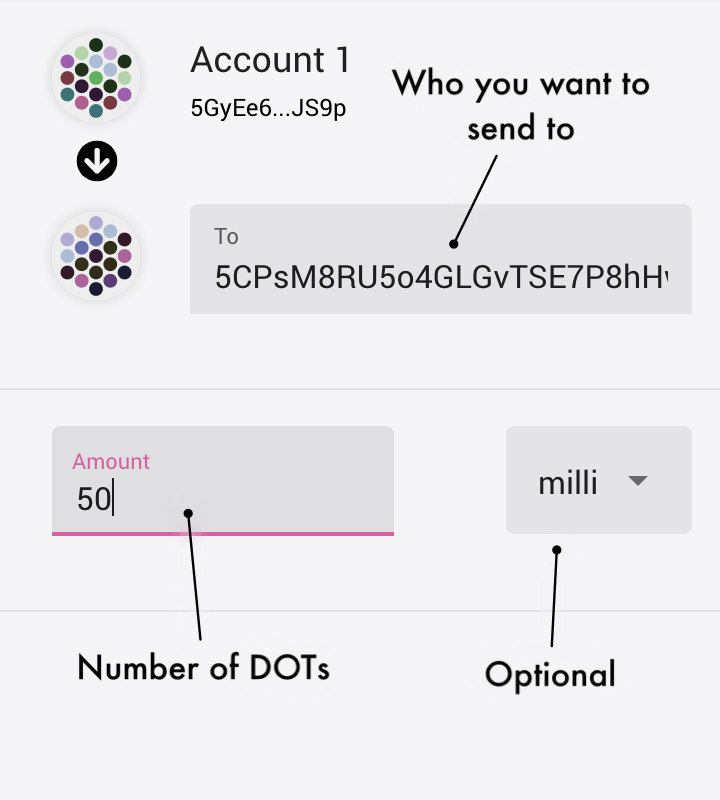 Account 1
5GyEe6...JS9p
Who you want to
send to
To
5CPsM8RU5o4GLGvTSE7P8hH
Amount
50
milli
Number of DOTs
Optional